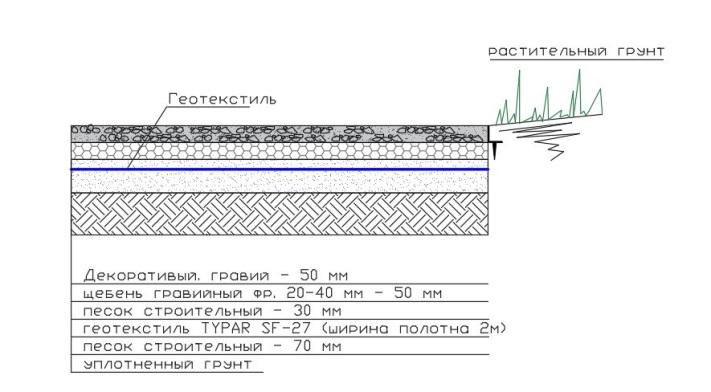 растительный грунт
Геотекстиль
Декоративый. гравий - 50 мм
щебень гравийный фр. 20-40 мм - 50 мм
песок строительный - 30 мм
геотекстиль TYPAR SF-27 (ширина полотна 2м)
песок строительный - 70 мм
уплотненный грунт